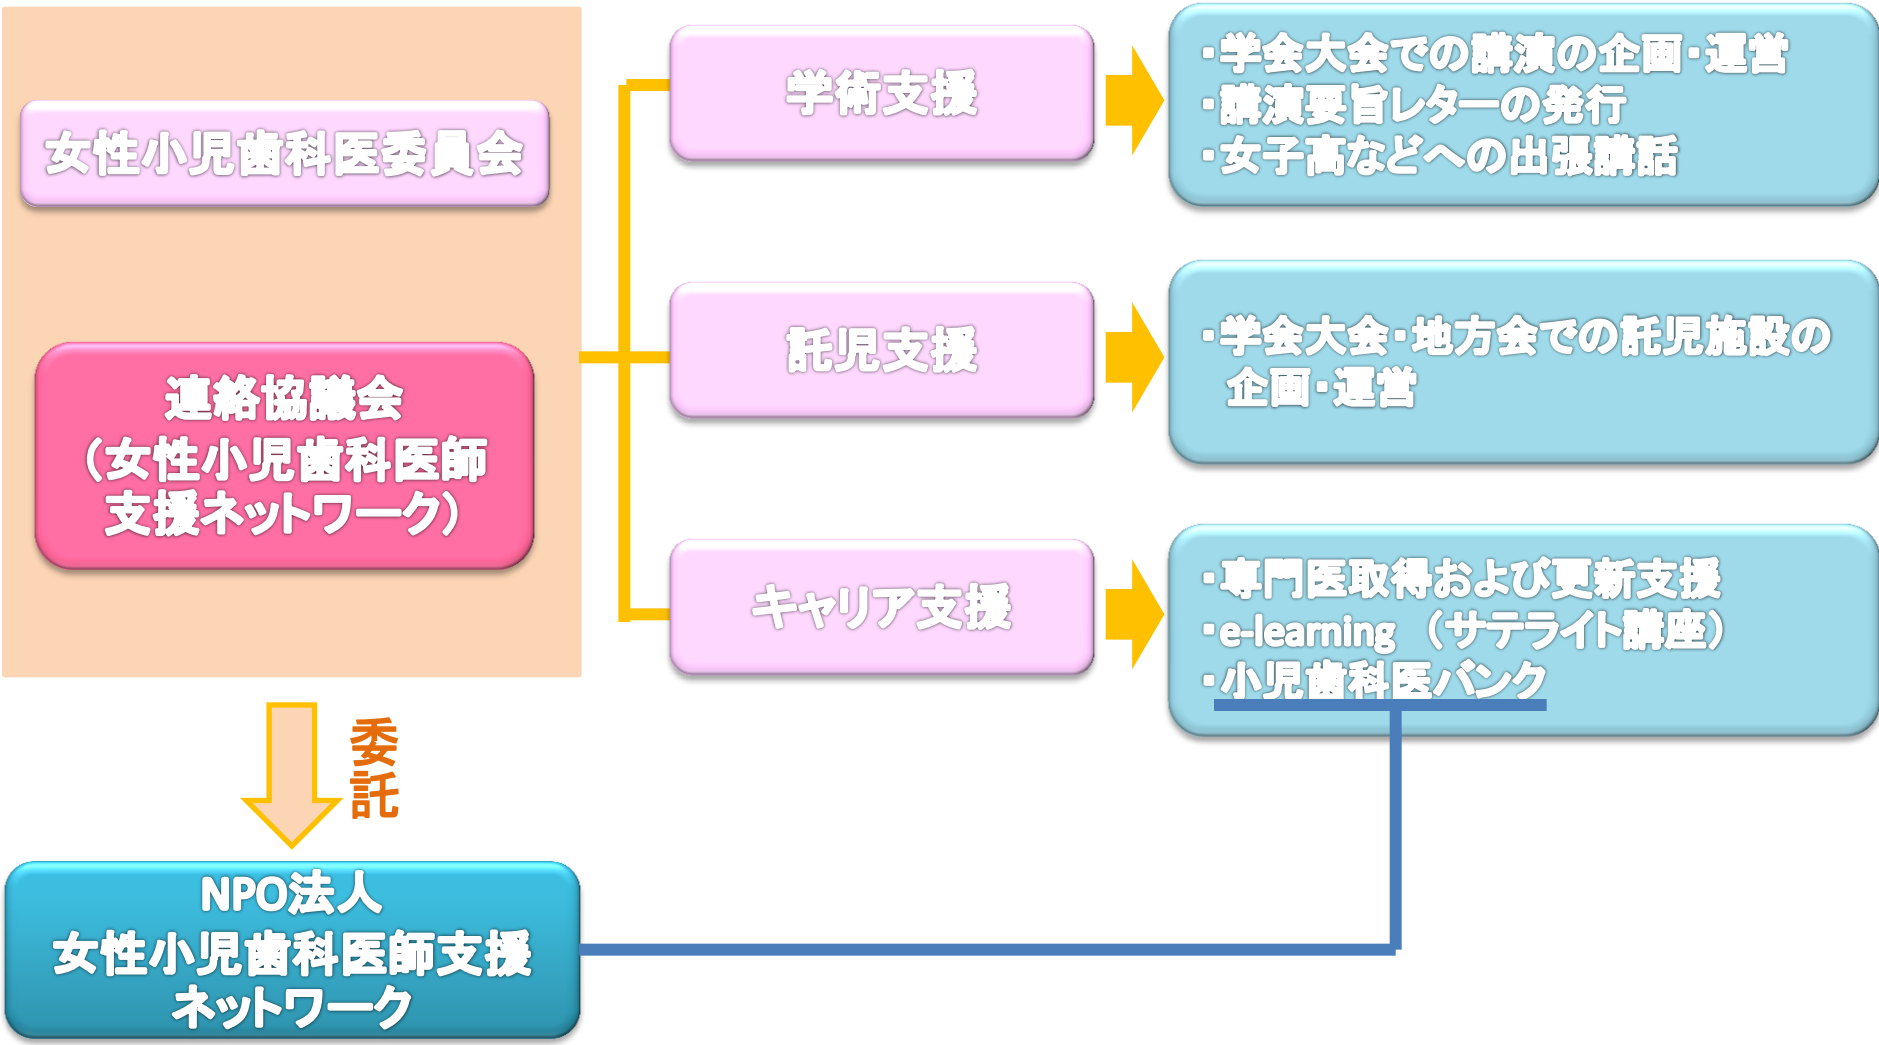 女性小児歯科医委員会
連絡協議会
（女性小児歯科医師
支援ネットワーク）
学術支援
・学会大会での講演の企画・運営
・講演要旨レターの発行
・女子高などへの出張講話
託児支援
・学会大会・地方会での託児施設の
企画・運営
キャリア支援
・専門医取得および更新支援
・e-learning （サテライト講座）
・小児歯科医バンク
委
託
NPO法人
女性小児歯科医師支援
ネットワーク